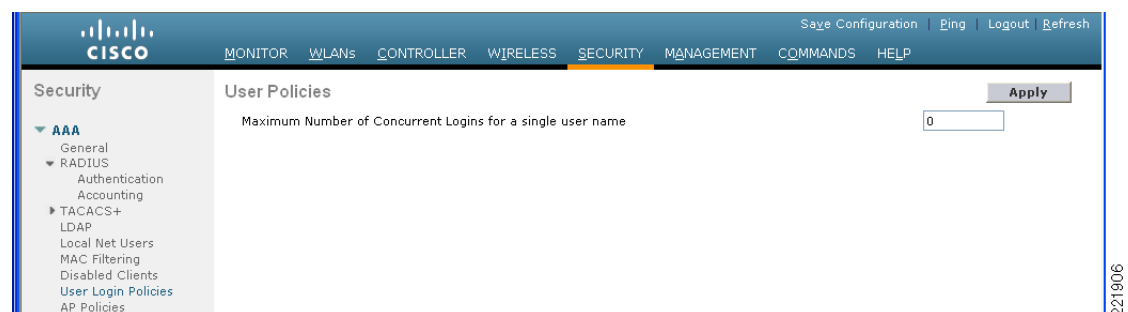 Save Configuration | Ping | Logout | Refresh
CISCO
MONITOR WLANs CONTROLLER WIRELESS SECURITY MANAGEMENT COMMANDS HELP
Security
AAA
General
RADIUS
Authentication
Accounting
TACACS+
LDAP
Local Net Users
MAC Filtering
Disabled Clients
User Login Policies
AP Policies
User Policies
Apply
Maximum Number of Concurrent Logins for a single user name 0
221906